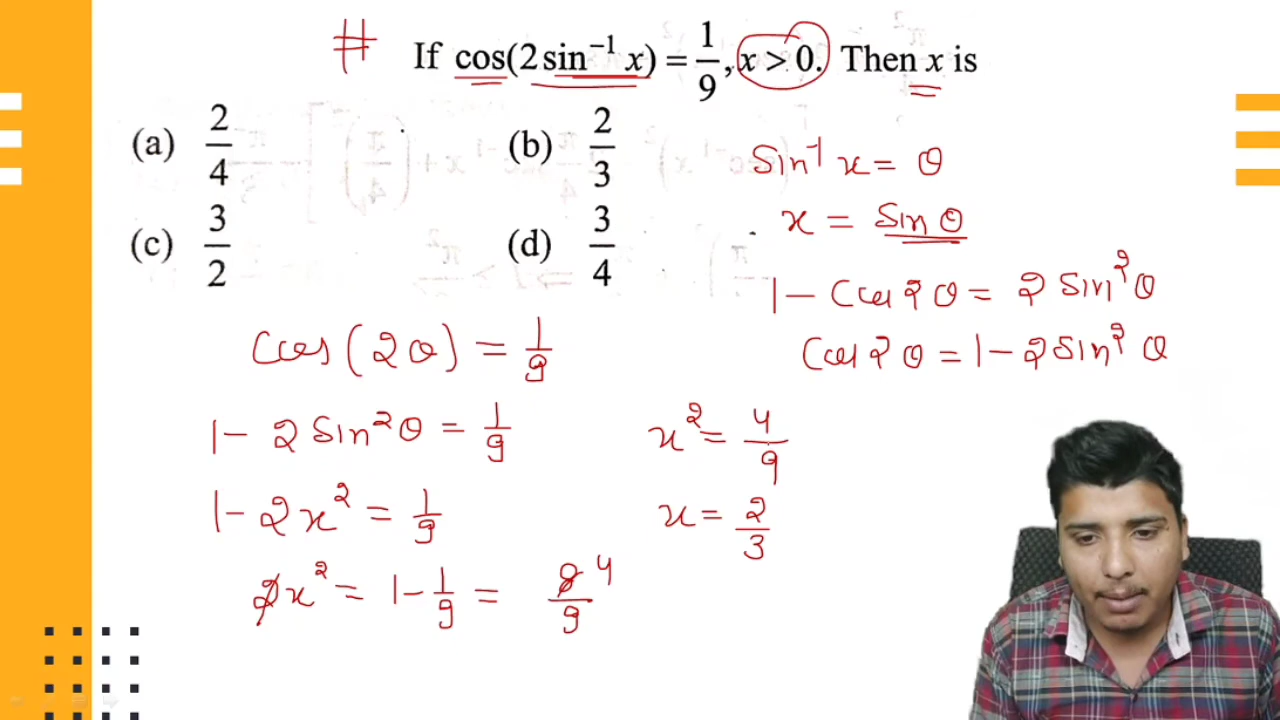 # If cos(2 sin⁻¹ x) = 1/9, x > 0. Then x is
(a) 2/4 (b) 2/3
(c) 3/2 (d) 3/4
Sin⁻¹ x = θ
x = Sin θ
1 - Cos 2θ = 2 Sin²θ
Cos 2θ = 1 - 2 Sin²θ
Cos(2θ) = 1/9
1 - 2 Sin²θ = 1/9
1 - 2x² = 1/9
2x² = 1 - 1/9 = 8/9 4
x² = 4/9
x = 2/3